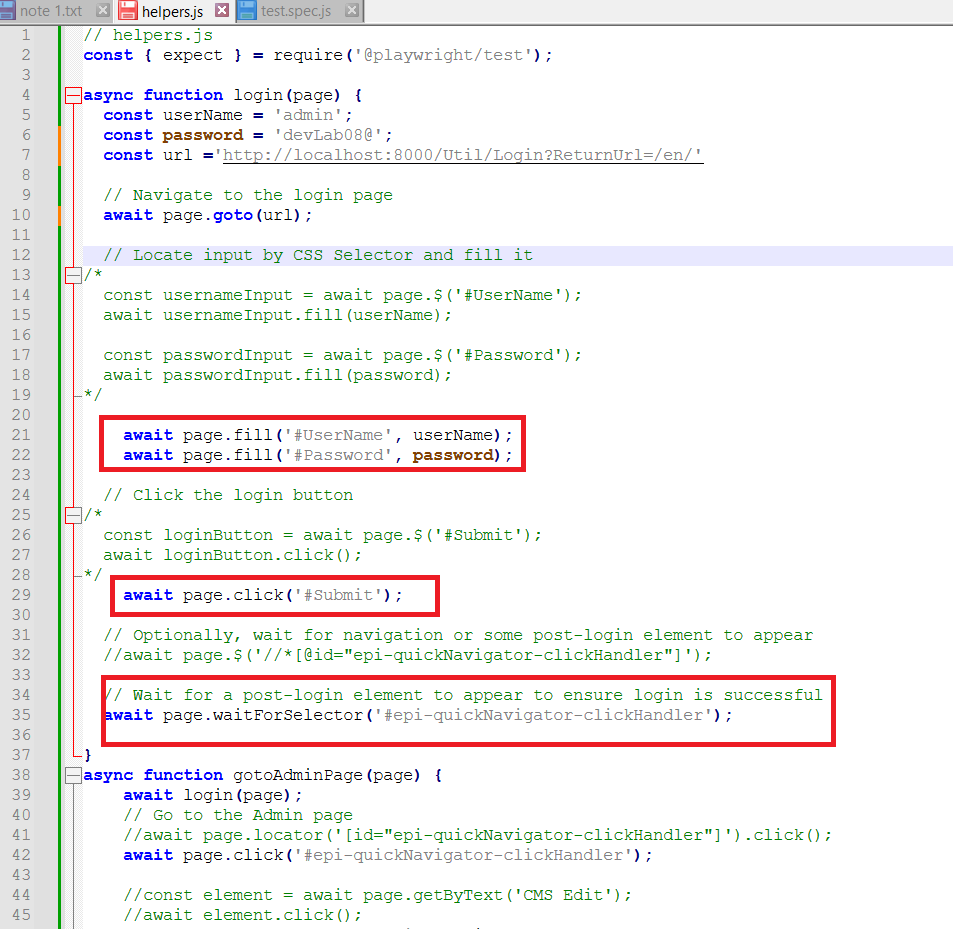 note 1.txt helpers.js test.spec.js
1 // helpers.js
2 const { expect } = require('@playwright/test');
3
4 async function login(page) {
5 const userName = 'admin';
6 const password = 'devLab08@';
7 const url ='http://localhost:8000/Util/Login?ReturnUrl=/en/'
8
9 // Navigate to the login page
10 await page.goto(url);
11
12 // Locate input by CSS Selector and fill it
13 /*
14 const usernameInput = await page.$('#UserName');
15 await usernameInput.fill(userName);
16
17 const passwordInput = await page.$('#Password');
18 await passwordInput.fill(password);
19 */
20
21 await page.fill('#UserName', userName);
22 await page.fill('#Password', password);
23
24 // Click the login button
25 /*
26 const loginButton = await page.$('#Submit');
27 await loginButton.click();
28 */
29 await page.click('#Submit');
30
31 // Optionally, wait for navigation or some post-login element to appear
32 //await page.$('//*[@id="epi-quickNavigator-clickHandler"]');
33
34 // Wait for a post-login element to appear to ensure login is successful
35 await page.waitForSelector('#epi-quickNavigator-clickHandler');
36
37 }
38 async function gotoAdminPage(page) {
39 await login(page);
40 // Go to the Admin page
41 //await page.locator('[id="epi-quickNavigator-clickHandler"]').click();
42 await page.click('#epi-quickNavigator-clickHandler');
43
44 //const element = await page.getByText('CMS Edit');
45 //await element.click();